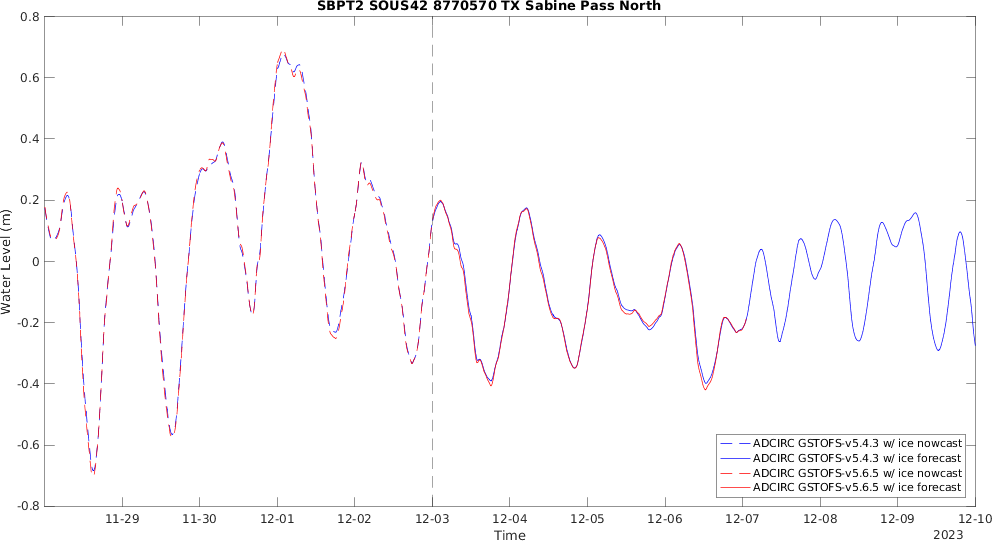 SBPT2 SOUS42 8770570 TX Sabine Pass North
Water Level (m)
0.8
0.6
0.4
0.2
0
-0.2
-0.4
-0.6
-0.8
11-29 11-30 12-01 12-02 12-03 12-04 12-05 12-06 12-07 12-08 12-09 12-10
Time
2023
ADCIRC GSTOFS-v5.4.3 w/ ice nowcast
ADCIRC GSTOFS-v5.4.3 w/ ice forecast
ADCIRC GSTOFS-v5.6.5 w/ ice nowcast
ADCIRC GSTOFS-v5.6.5 w/ ice forecast